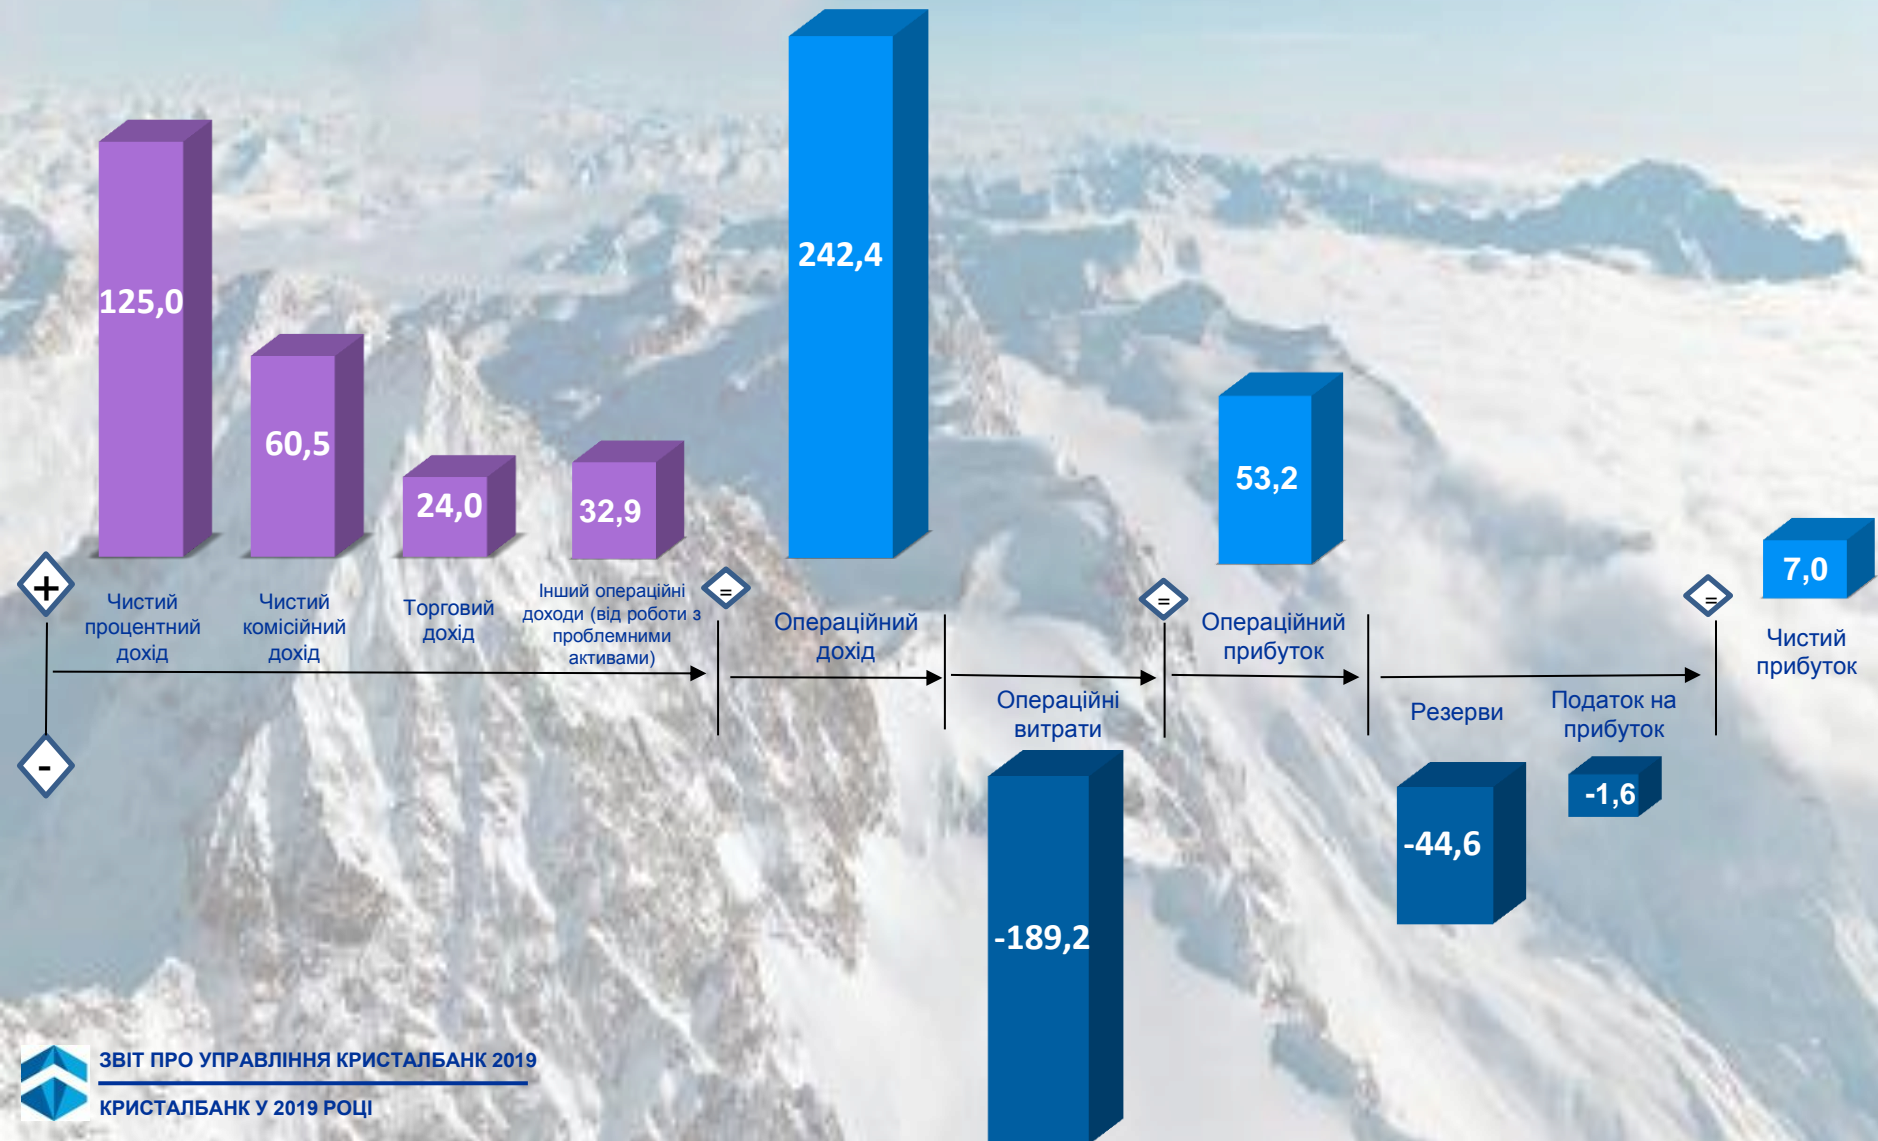 242,4
125,0
60,5
24,0
32,9
53,2
7,0
+
Чистий
процентний
дохід
Чистий
комісійний
дохід
Торговий
дохід
Інший операційні
доходи (від роботи з
проблемними
активами)
=
Операційний
дохід
=
Операційний
прибуток
=
Чистий
прибуток
-
Операційні
витрати
Резерви
Податок на
прибуток
-189,2
-44,6
-1,6
ЗВІТ ПРО УПРАВЛІННЯ КРИСТАЛБАНК 2019
КРИСТАЛБАНК У 2019 РОЦІ